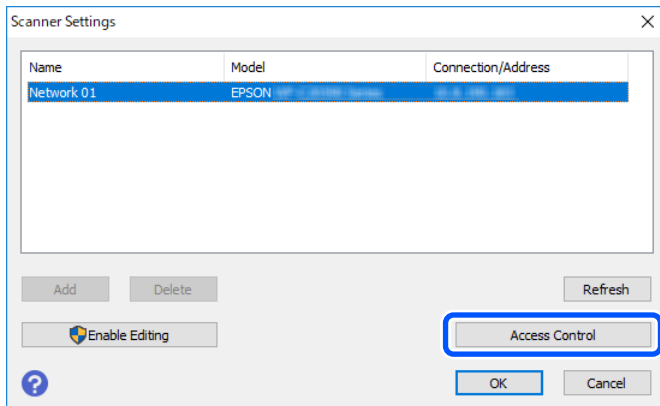 Scanner Settings
Name Model Connection/Address
Network 01 EPSON
Add Delete Refresh
Enable Editing Access Control
OK Cancel